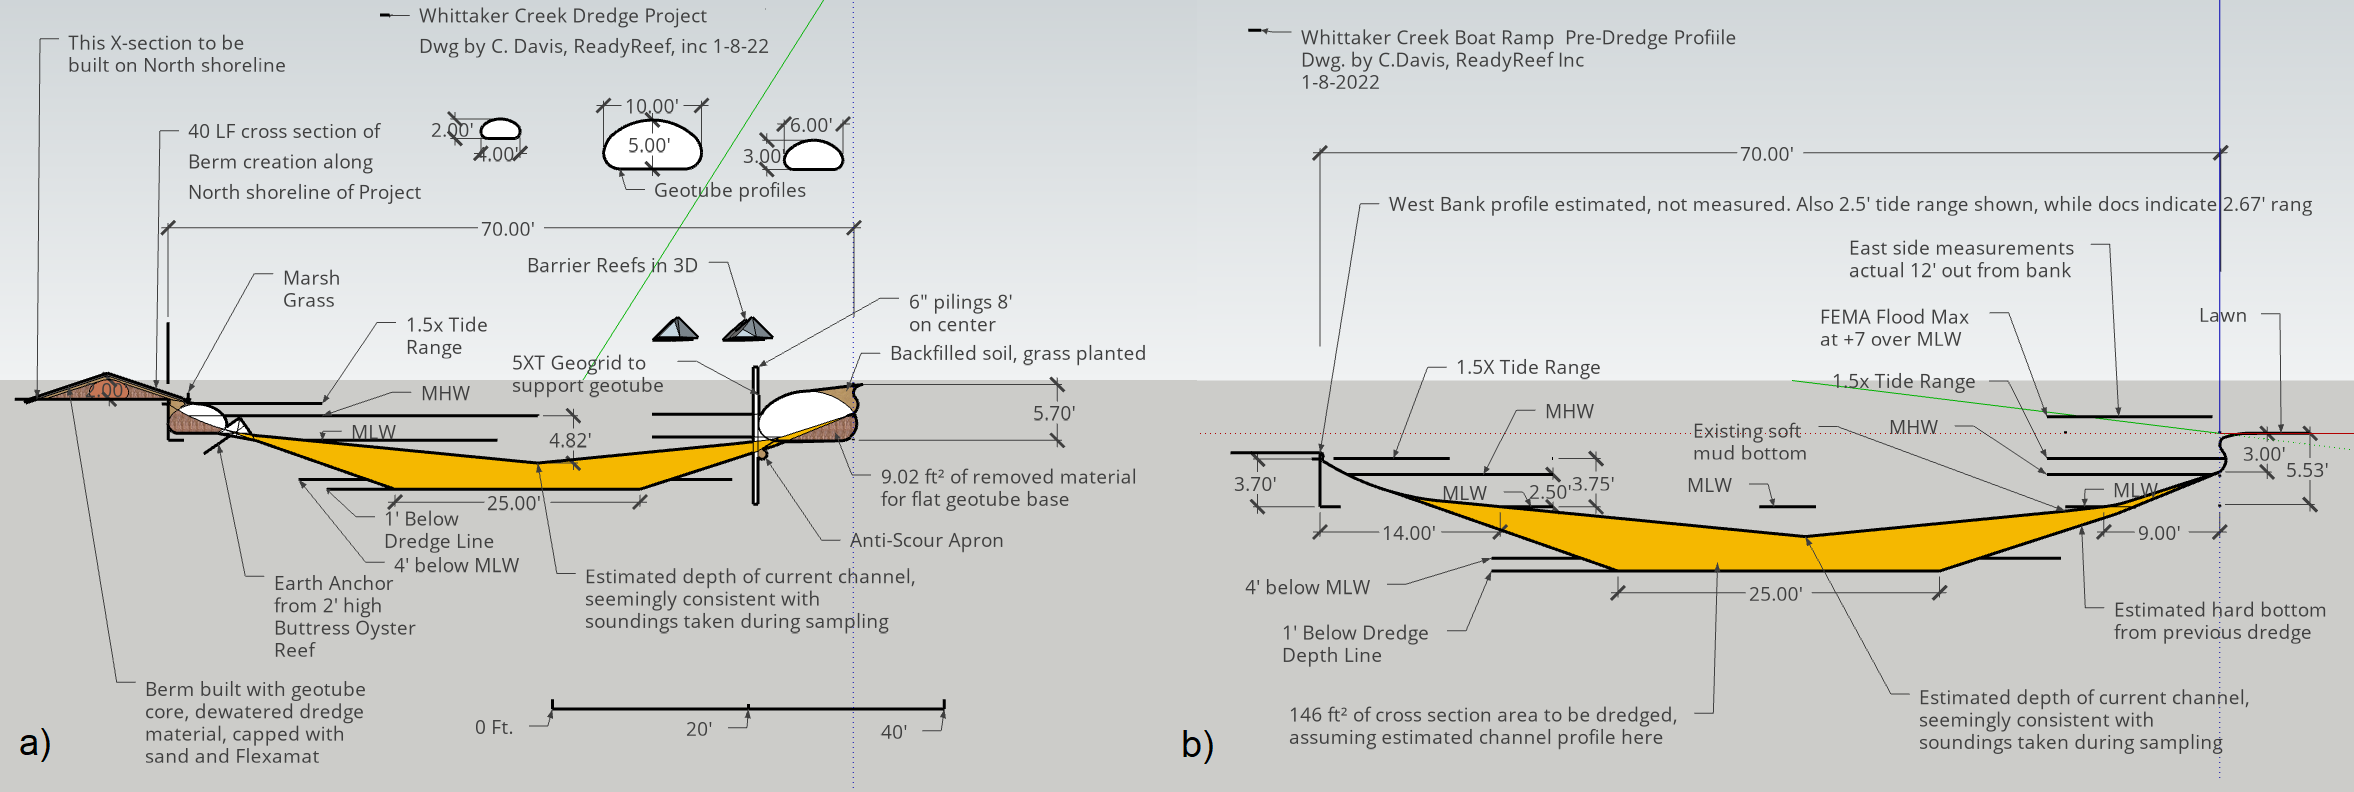 Whittaker Creek Dredge Project
Dwg by C. Davis, ReadyReef, inc 1-8-22
This X-section to be
built on North shoreline
40 LF cross section of
Berm creation along
North shoreline of Project
2.00'
4.00'
10.00'
5.00'
6.00'
3.00'
Geotube profiles
70.00'
Barrier Reefs in 3D
Marsh
Grass
1.5x Tide
Range
6" pilings 8'
on center
Backfilled soil, grass planted
5XT Geogrid to
support geotube
2.00'
MHW
MLW
4.82'
5.70'
9.02 ft² of removed material
for flat geotube base
25.00'
1' Below
Dredge Line
4' below MLW
Anti-Scour Apron
Earth Anchor
from 2' high
Buttress Oyster
Reef
Estimated depth of current channel,
seemingly consistent with
soundings taken during sampling
Berm built with geotube
core, dewatered dredge
material, capped with
sand and Flexamat
0 Ft.
20'
40'
a)
Whittaker Creek Boat Ramp  Pre-Dredge Profiile
Dwg. by C.Davis, ReadyReef Inc
1-8-2022
70.00'
West Bank profile estimated, not measured. Also 2.5' tide range shown, while docs indicate 2.67' rang
East side measurements
actual 12' out from bank
FEMA Flood Max
at +7 over MLW
Lawn
1.5X Tide Range
1.5x Tide Range
MHW
MHW
Existing soft
mud bottom
3.00'
5.53'
3.70'
MLW
2.50'
3.75'
MLW
MLW
14.00'
9.00'
4' below MLW
25.00'
1' Below Dredge
Depth Line
Estimated hard bottom
from previous dredge
146 ft² of cross section area to be dredged,
assuming estimated channel profile here
Estimated depth of current channel,
seemingly consistent with
soundings taken during sampling
b)